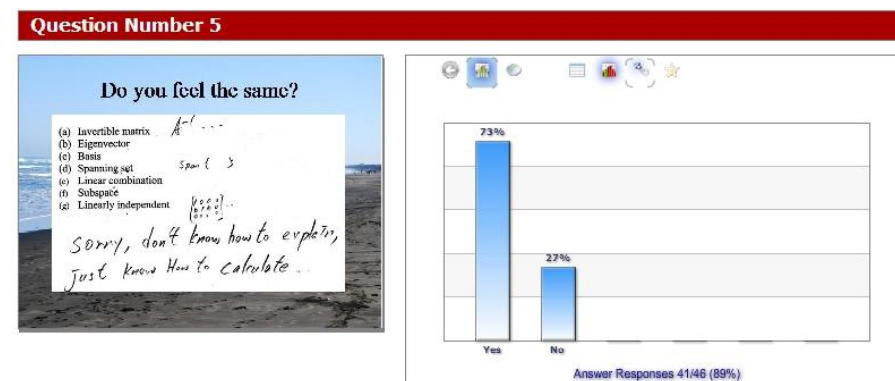 Question Number 5
Do you feel the same?
(a) Invertible matrix A⁻¹ ...
(b) Eigenvector
(c) Basis
(d) Spanning set Span { }
(e) Linear combination
(f) Subspace
(g) Linearly independent
Sorry, don't know how to explain,
Just know How to calculate ...
73%
27%
Yes No
Answer Responses 41/46 (89%)